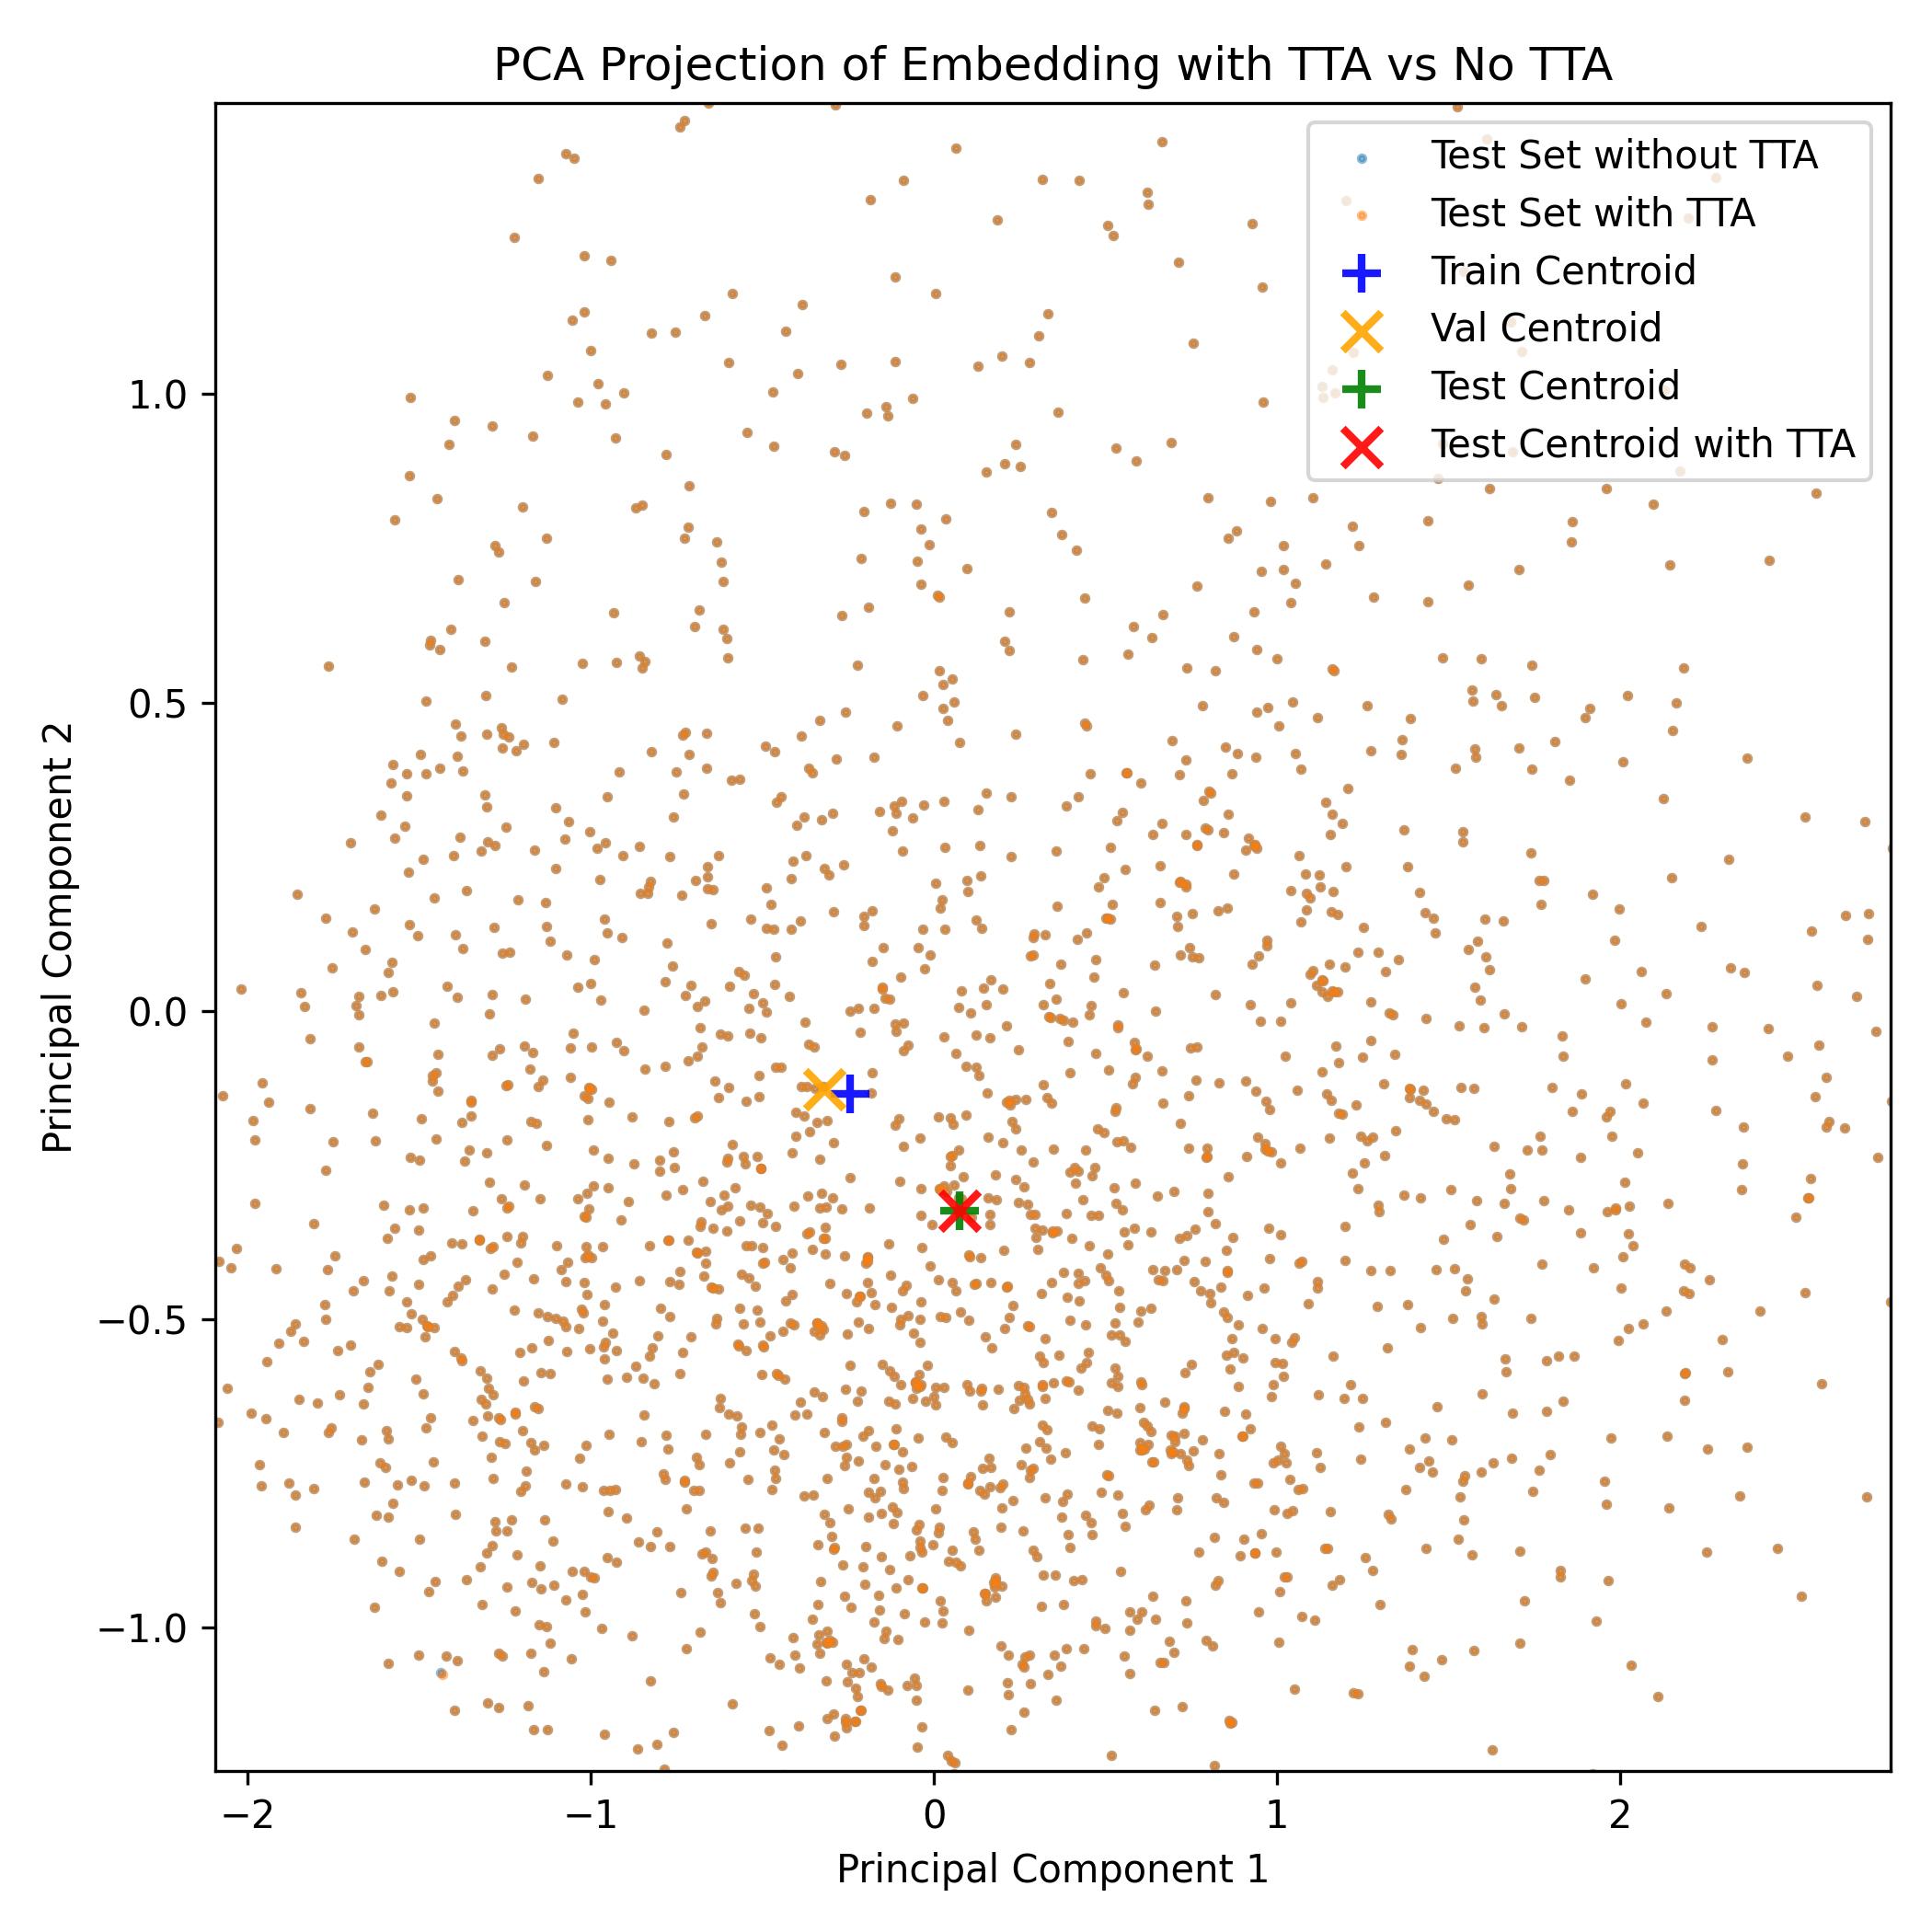 PCA Projection of Embedding with TTA vs No TTA
Test Set without TTA
Test Set with TTA
Train Centroid
Val Centroid
Test Centroid
Test Centroid with TTA
1.0
0.5
0.0
−0.5
−1.0
Principal Component 2
−2
−1
0
1
2
Principal Component 1